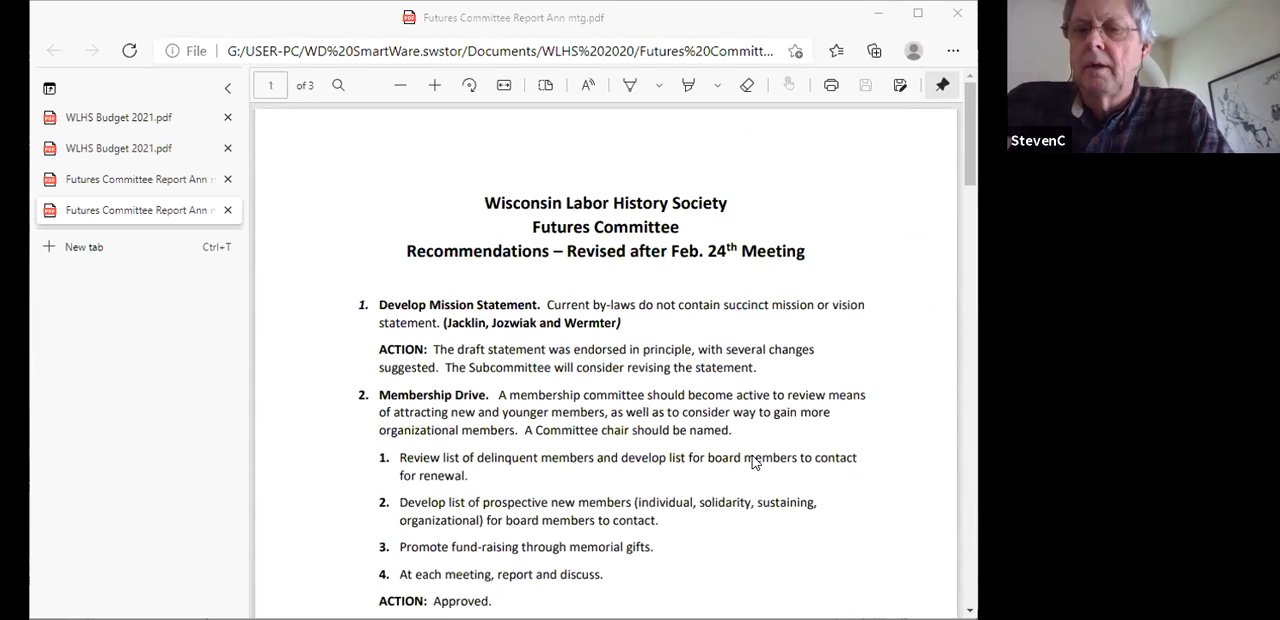 Futures Committee Report Ann mtg.pdf
File G:/USER-PC/WD%20SmartWare.swstor/Documents/WLHS%202020/Futures%20Committ...
1 of 3
WLHS Budget 2021.pdf
WLHS Budget 2021.pdf
Futures Committee Report Ann
Futures Committee Report Ann
New tab Ctrl+T
Wisconsin Labor History Society
Futures Committee
Recommendations – Revised after Feb. 24th Meeting
1. Develop Mission Statement. Current by-laws do not contain succinct mission or vision
statement. (Jacklin, Jozwiak and Wermter)
ACTION: The draft statement was endorsed in principle, with several changes
suggested. The Subcommittee will consider revising the statement.
2. Membership Drive. A membership committee should become active to review means
of attracting new and younger members, as well as to consider way to gain more
organizational members. A Committee chair should be named.
1. Review list of delinquent members and develop list for board members to contact
for renewal.
2. Develop list of prospective new members (individual, solidarity, sustaining,
organizational) for board members to contact.
3. Promote fund-raising through memorial gifts.
4. At each meeting, report and discuss.
ACTION: Approved.
StevenC